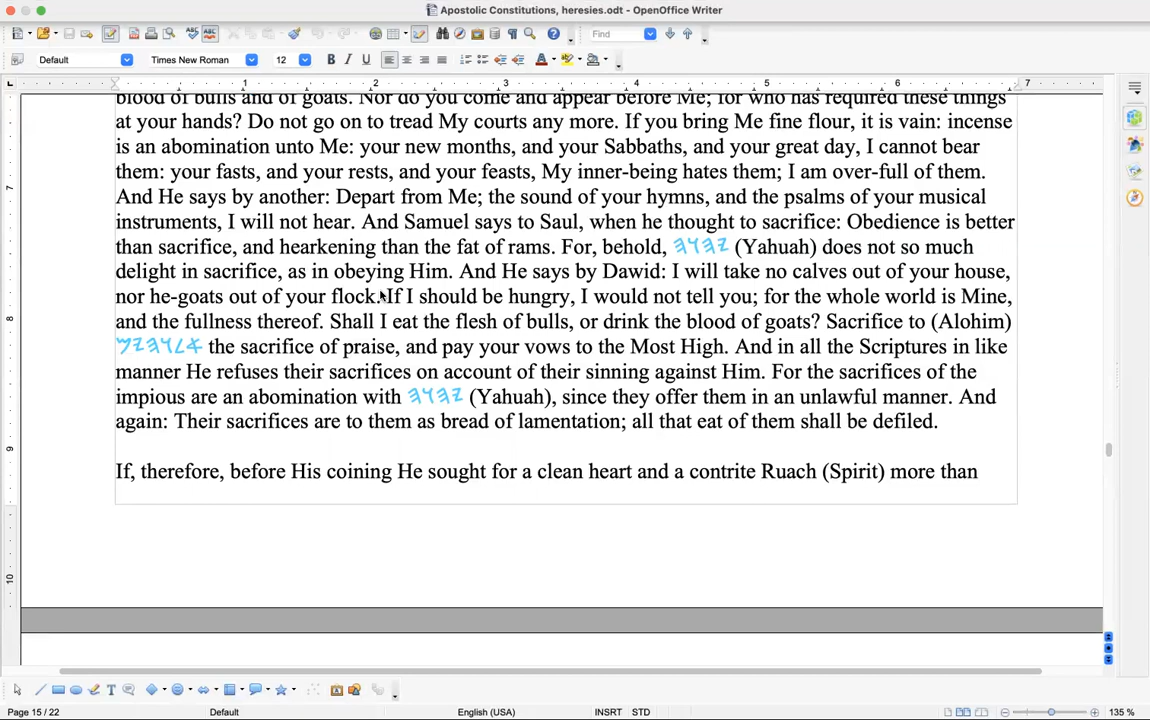 Apostolic Constitutions, heresies.odt - OpenOffice Writer
Find
Default Times New Roman 12 B I U
1 2 3 4 5 6 7
blood of bulls and of goats. Nor do you come and appear before Me; for who has required these things
at your hands? Do not go on to tread My courts any more. If you bring Me fine flour, it is vain: incense
is an abomination unto Me: your new months, and your Sabbaths, and your great day, I cannot bear
them: your fasts, and your rests, and your feasts, My inner-being hates them; I am over-full of them.
And He says by another: Depart from Me; the sound of your hymns, and the psalms of your musical
instruments, I will not hear. And Samuel says to Saul, when he thought to sacrifice: Obedience is better
than sacrifice, and hearkening than the fat of rams. For, behold, 𐤉𐤄𐤅𐤄 (Yahuah) does not so much
delight in sacrifice, as in obeying Him. And He says by Dawid: I will take no calves out of your house,
nor he-goats out of your flock. If I should be hungry, I would not tell you; for the whole world is Mine,
and the fullness thereof. Shall I eat the flesh of bulls, or drink the blood of goats? Sacrifice to (Alohim)
𐤀𐤋𐤅𐤄𐤉𐤌 the sacrifice of praise, and pay your vows to the Most High. And in all the Scriptures in like
manner He refuses their sacrifices on account of their sinning against Him. For the sacrifices of the
impious are an abomination with 𐤉𐤄𐤅𐤄 (Yahuah), since they offer them in an unlawful manner. And
again: Their sacrifices are to them as bread of lamentation; all that eat of them shall be defiled.
If, therefore, before His coining He sought for a clean heart and a contrite Ruach (Spirit) more than
7
8
9
10
Page 15 / 22 Default English (USA) INSRT STD 135 %